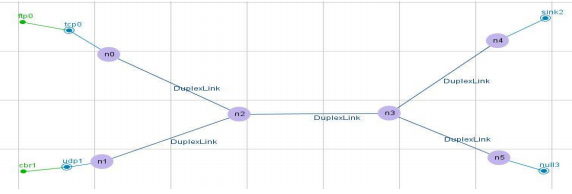 ftp0
tcp0
sink2
n0
n4
DuplexLink
DuplexLink
n2
n3
DuplexLink
DuplexLink
DuplexLink
n1
n5
cbr1
udp1
null3